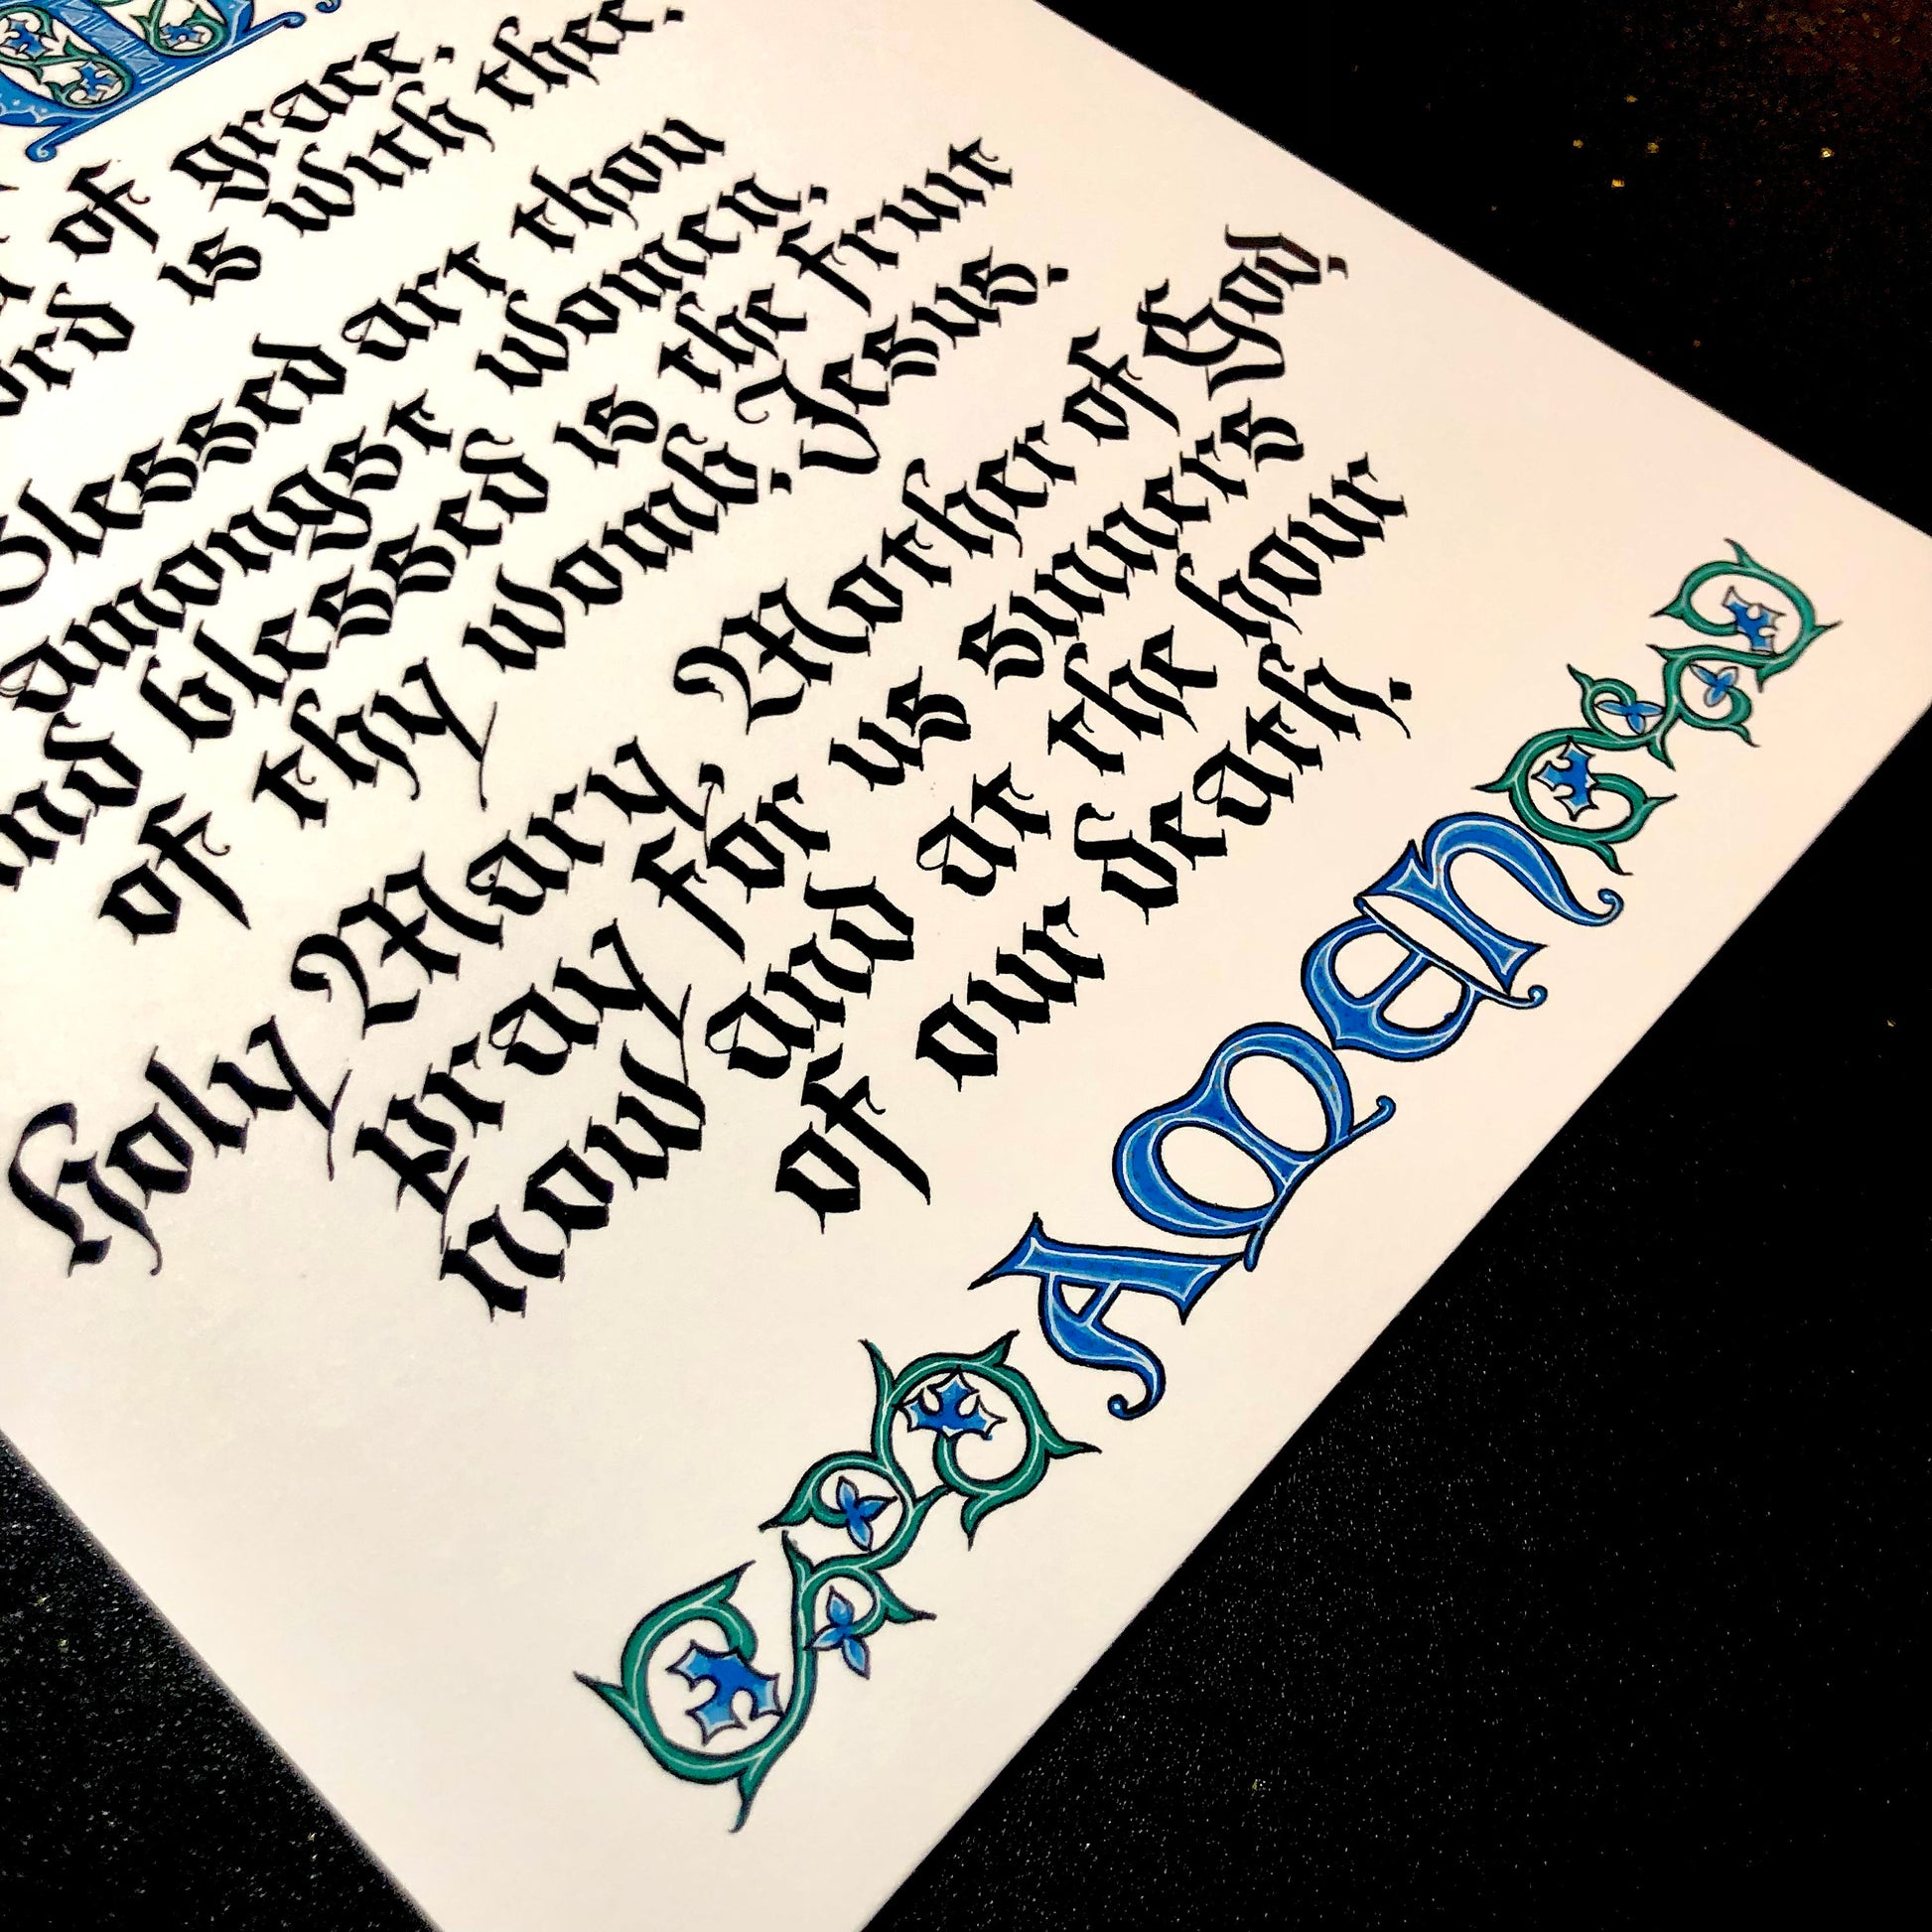 of grace.
ord is with thee.
Blessed art thou
amongst women.
and blessed is the fruit
of thy womb. Jesus.
Holy Mary, Mother of God,
pray for us sinners
now and at the hour
of our death.
Amen